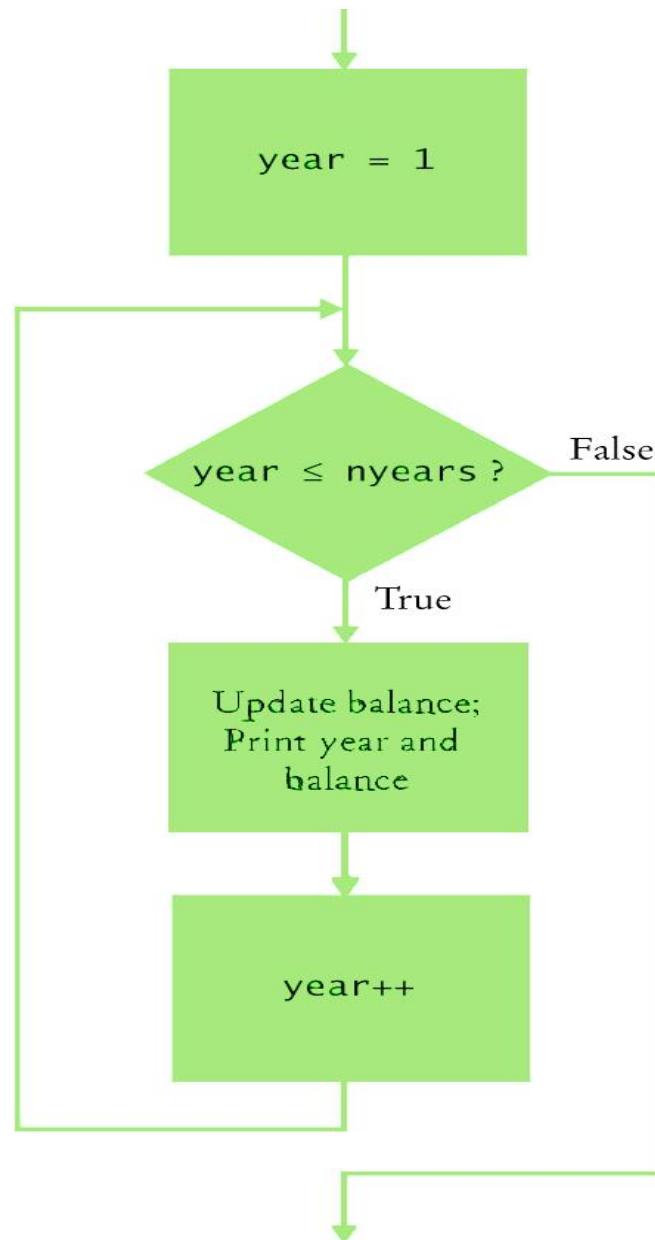 year = 1
year ≤ nyears ?
False
True
Update balance;
Print year and
balance
year++